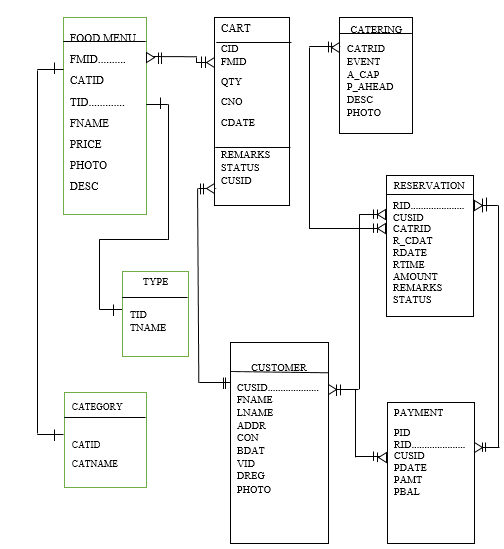 FOOD MENU
FMID..........
CATID
TID.............
FNAME
PRICE
PHOTO
DESC
CART
CID
FMID
QTY
CNO
CDATE
REMARKS
STATUS
CUSID
CATERING
CATRID
EVENT
A_CAP
P_AHEAD
DESC
PHOTO
RESERVATION
RID......................
CUSID
CATRID
R_CDAT
RDATE
RTIME
AMOUNT
REMARKS
STATUS
TYPE
TID
TNAME
CATEGORY
CATID
CATNAME
CUSTOMER
CUSID.....................
FNAME
LNAME
ADDR
CON
BDAT
VID
DREG
PHOTO
PAYMENT
PID
RID......................
CUSID
PDATE
PAMT
PBAL